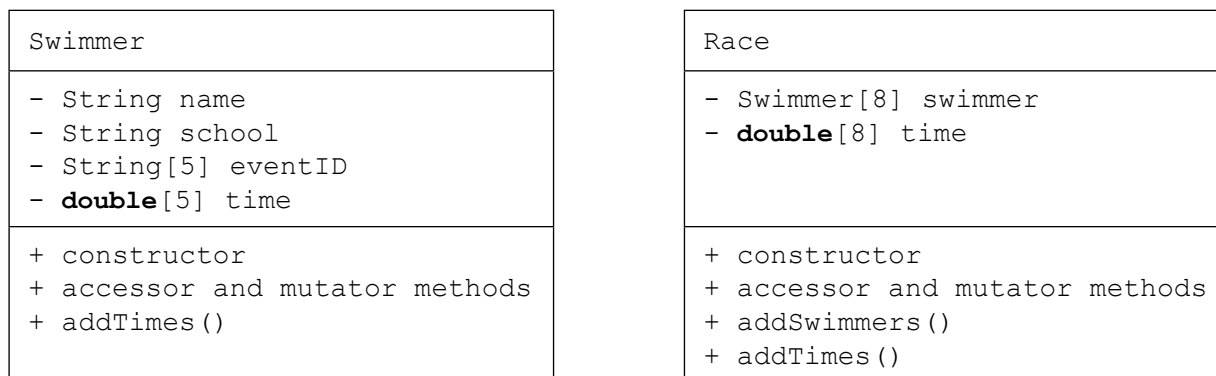 Swimmer
- String name
- String school
- String[5] eventID
- double[5] time
+ constructor
+ accessor and mutator methods
+ addTimes()
Race
- Swimmer[8] swimmer
- double[8] time
+ constructor
+ accessor and mutator methods
+ addSwimmers()
+ addTimes()